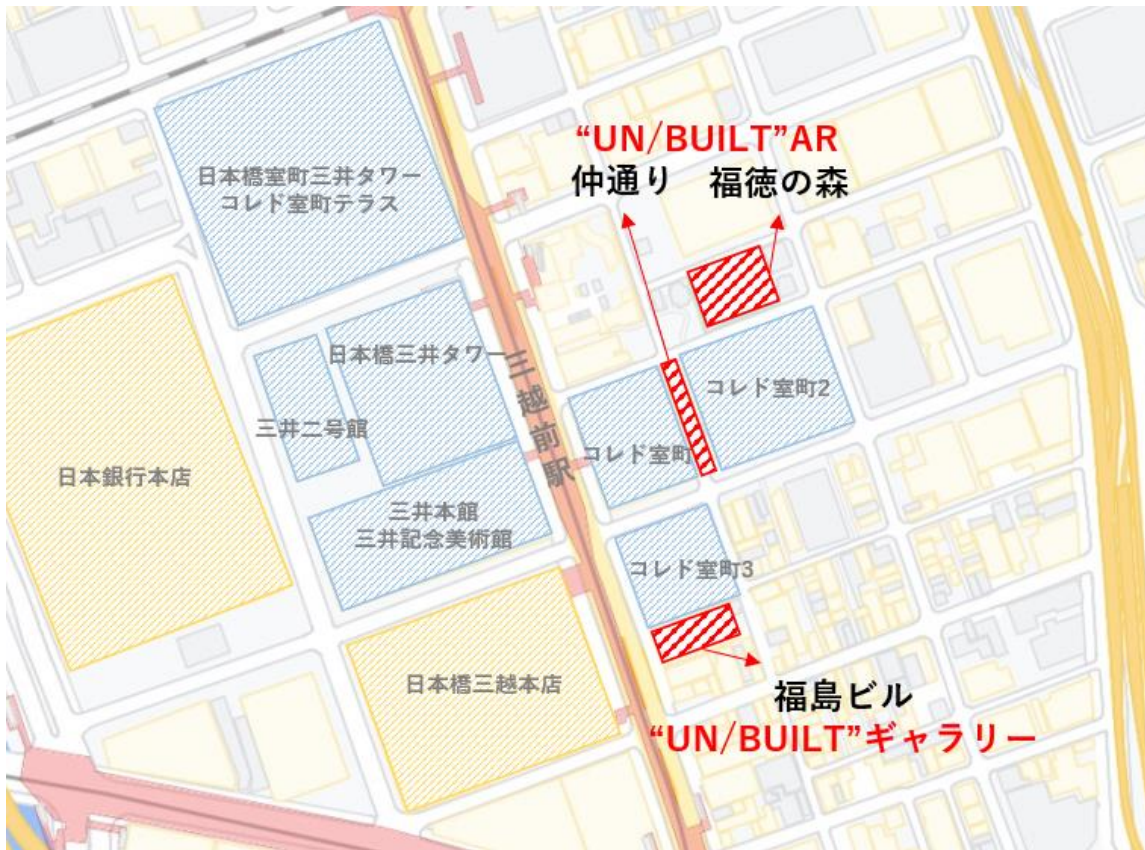 “UN/BUILT”AR
仲通り　福徳の森
日本橋室町三井タワー
コレド室町テラス
日本橋三井タワー
三越前駅
コレド室町2
三井二号館
コレド室町
日本銀行本店
三井本館
三井記念美術館
コレド室町3
日本橋三越本店
福島ビル
“UN/BUILT”ギャラリー